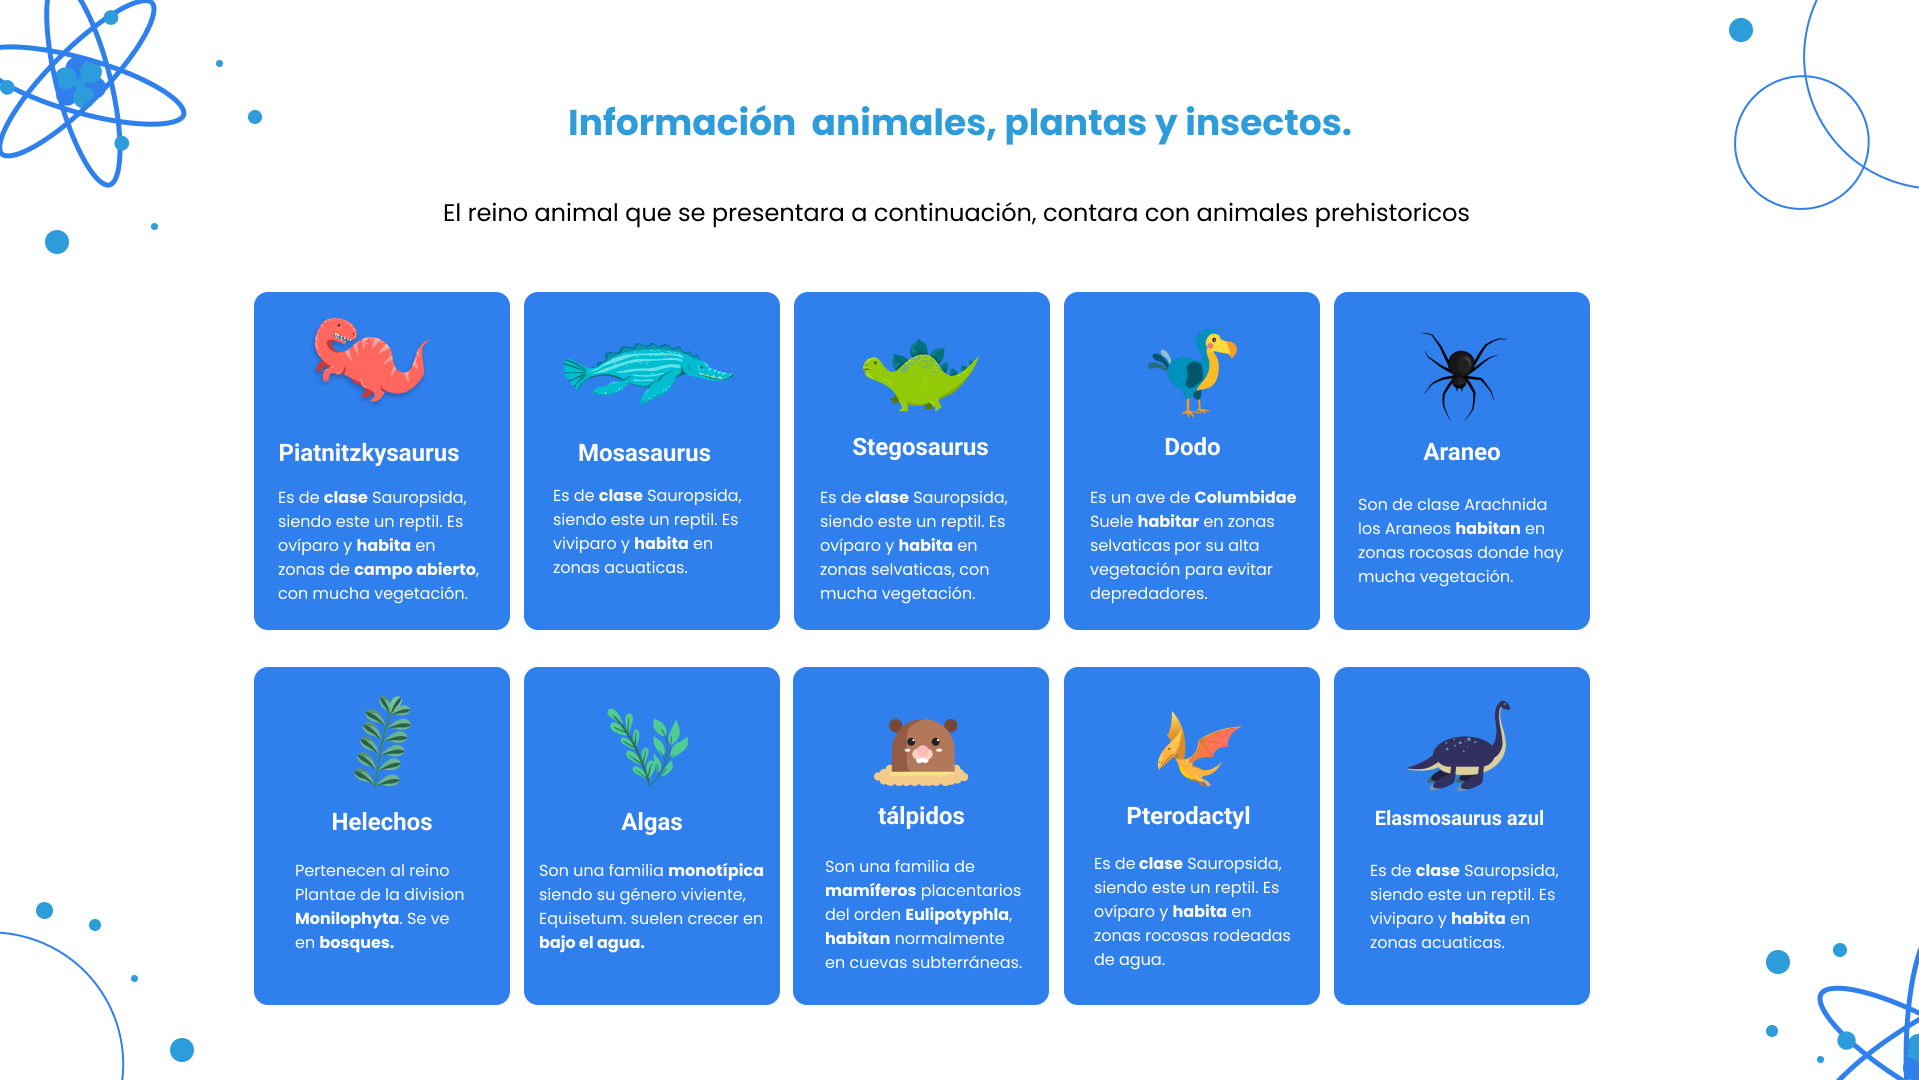 Información  animales, plantas y insectos.
El reino animal que se presentara a continuación, contara con animales prehistoricos
Piatnitzkysaurus
Es de clase Sauropsida,
siendo este un reptil. Es
ovíparo y habita en
zonas de campo abierto,
con mucha vegetación.
Mosasaurus
Es de clase Sauropsida,
siendo este un reptil. Es
viviparo y habita en
zonas acuaticas.
Stegosaurus
Es de clase Sauropsida,
siendo este un reptil. Es
ovíparo y habita en
zonas selvaticas, con
mucha vegetación.
Dodo
Es un ave de Columbidae
Suele habitar en zonas
selvaticas por su alta
vegetación para evitar
depredadores.
Araneo
Son de clase Arachnida
los Araneos habitan en
zonas rocosas donde hay
mucha vegetación.
Helechos
Pertenecen al reino
Plantae de la division
Monilophyta. Se ve
en bosques.
Algas
Son una familia monotípica
siendo su género viviente,
Equisetum. suelen crecer en
bajo el agua.
tálpidos
Son una familia de
mamíferos placentarios
del orden Eulipotyphla,
habitan normalmente
en cuevas subterráneas.
Pterodactyl
Es de clase Sauropsida,
siendo este un reptil. Es
ovíparo y habita en
zonas rocosas rodeadas
de agua.
Elasmosaurus azul
Es de clase Sauropsida,
siendo este un reptil. Es
viviparo y habita en
zonas acuaticas.